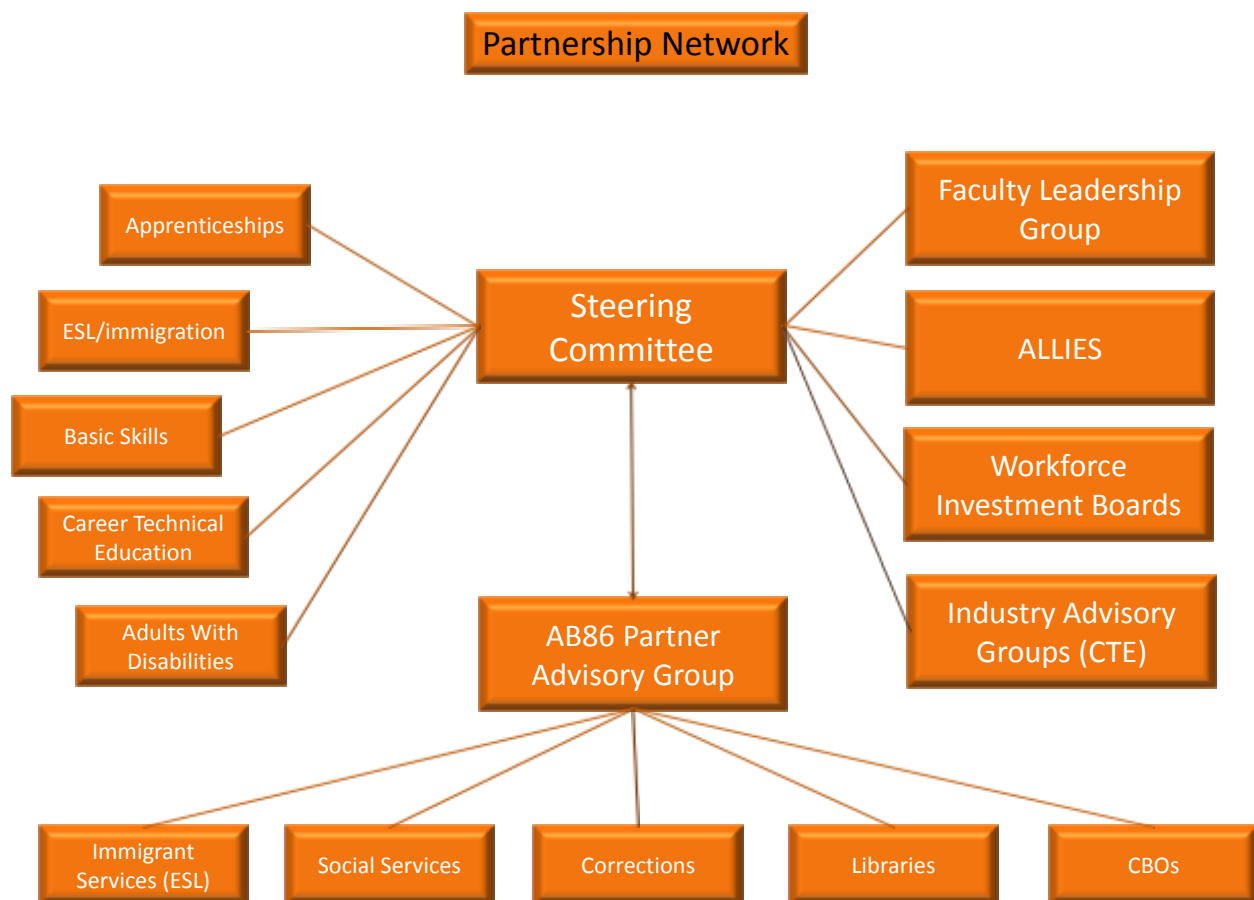 Partnership Network
Apprenticeships
ESL/immigration
Basic Skills
Career Technical
Education
Adults With
Disabilities
Steering
Committee
Faculty Leadership
Group
ALLIES
Workforce
Investment Boards
Industry Advisory
Groups (CTE)
AB86 Partner
Advisory Group
Immigrant
Services (ESL)
Social Services
Corrections
Libraries
CBOs